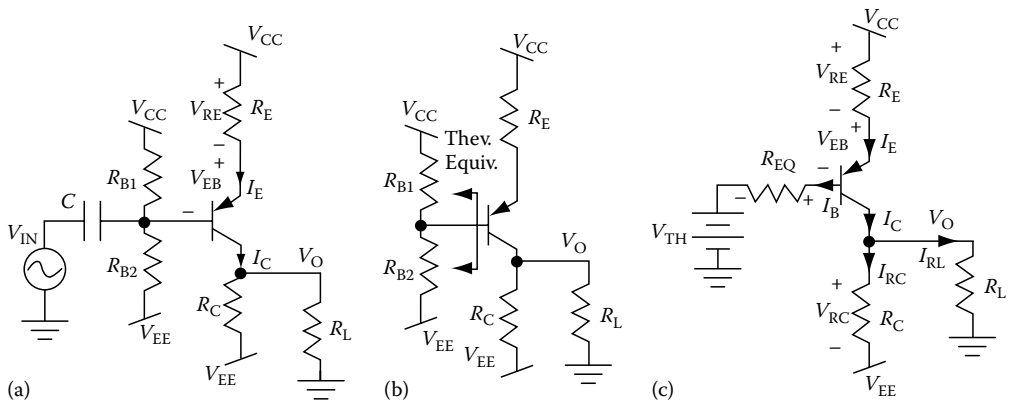 V_CC
+
V_RE
−
R_E
V_CC
R_B1
+
V_EB
−
I_E
C
V_IN
R_B2
I_C
V_O
R_C
R_L
V_EE
V_EE
(a)
V_CC
R_E
V_CC
Thev.
Equiv.
R_B1
R_B2
V_O
R_C
R_L
V_EE
V_EE
(b)
V_CC
+
V_RE
−
R_E
V_EB
+
−
I_E
R_EQ
−
+
I_B
V_TH
I_C
V_O
I_RL
I_RC
+
V_RC
−
R_C
R_L
V_EE
(c)